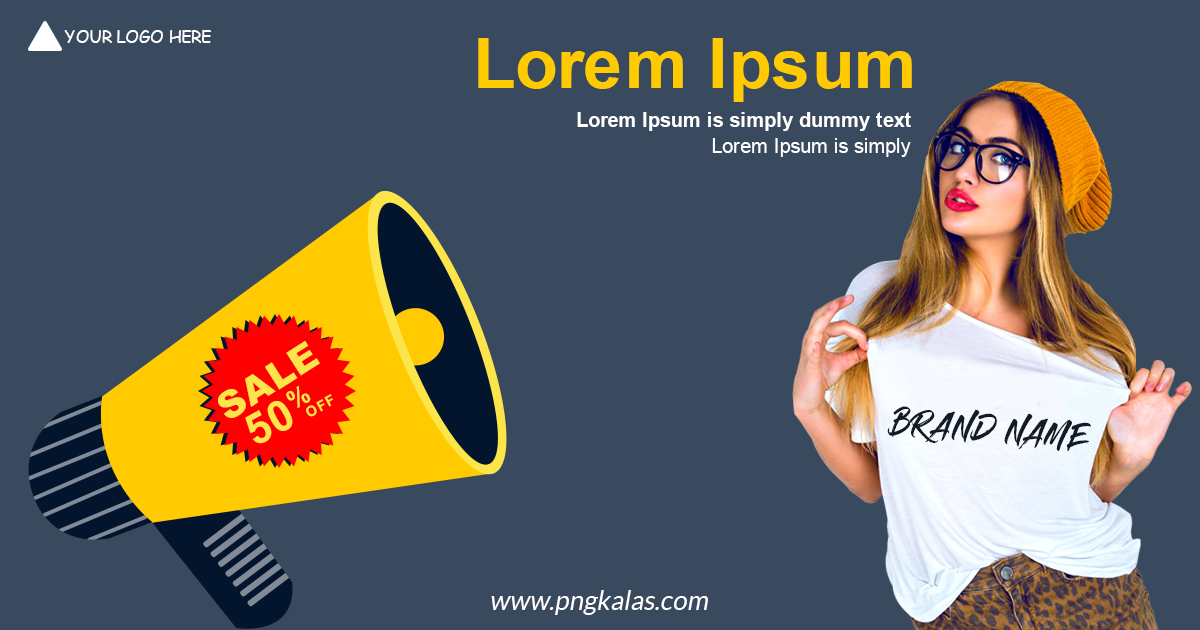 YOUR LOGO HERE
Lorem Ipsum
Lorem Ipsum is simply dummy text
Lorem Ipsum is simply
SALE
50% OFF
BRAND NAME
www.pngkalas.com